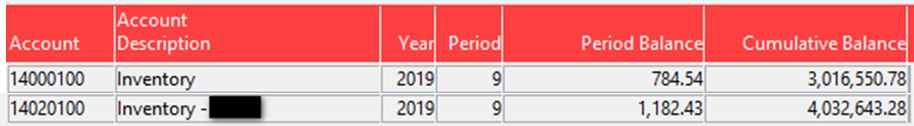 Account Account Description Year Period Period Balance Cumulative Balance
14000100 Inventory 2019 9 784.54 3,016,550.78
14020100 Inventory - 2019 9 1,182.43 4,032,643.28